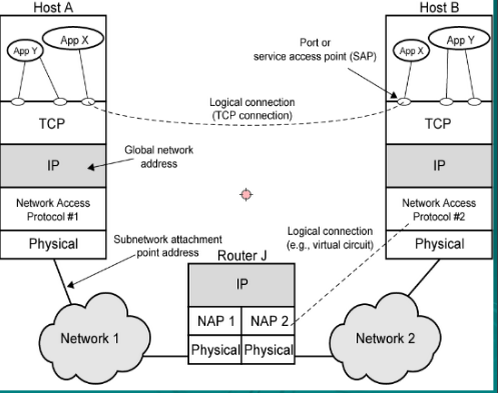 Host A
Host B
App X
App Y
App X
App Y
Port or
service access point (SAP)
Logical connection
(TCP connection)
TCP
TCP
Global network
address
IP
IP
Network Access
Protocol #1
Network Access
Protocol #2
Logical connection
(e.g., virtual circuit)
Subnetwork attachment
point address
Physical
Physical
Router J
IP
NAP 1
NAP 2
Physical
Physical
Network 1
Network 2